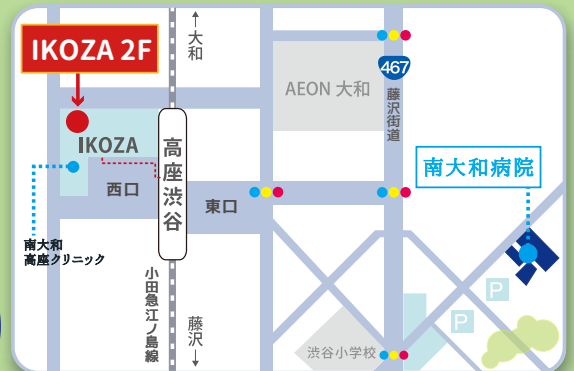 IKOZA 2F
←大和
467
AEON 大和
藤沢街道
IKOZA
高座渋谷
南大和病院
西口
東口
南大和
高座クリニック
小田急江ノ島線
藤沢→
P
P
渋谷小学校